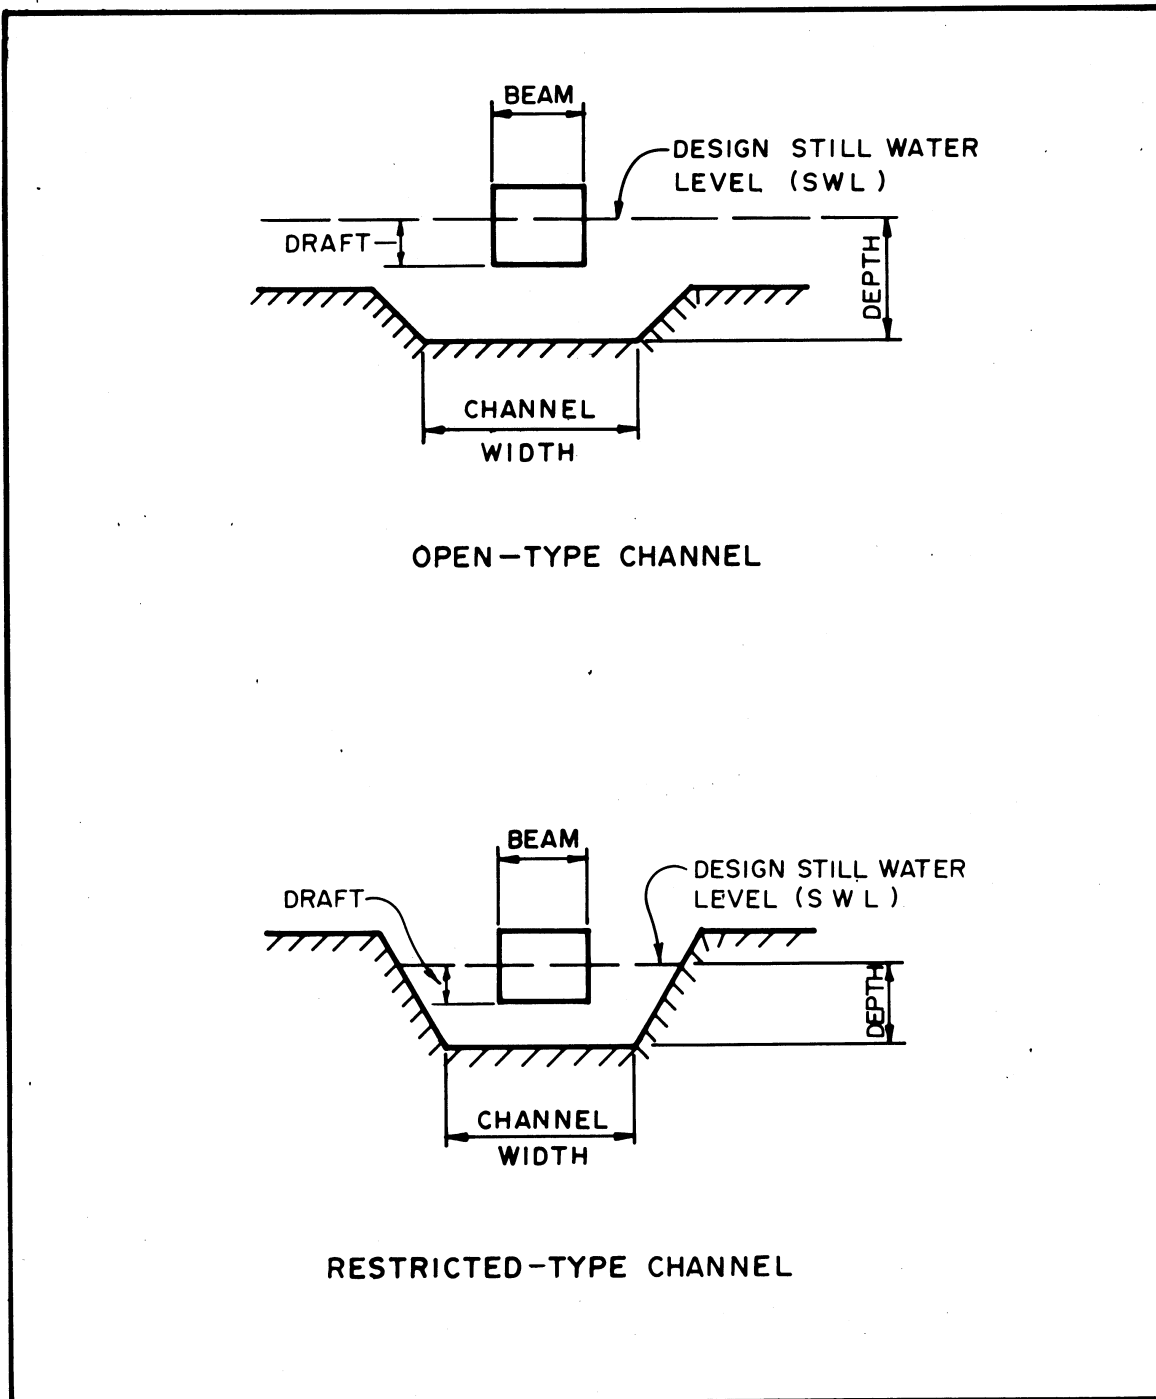 BEAM
DESIGN STILL WATER
LEVEL (SWL)
DRAFT
DEPTH
CHANNEL
WIDTH
OPEN-TYPE CHANNEL
BEAM
DESIGN STILL WATER
LEVEL (SWL)
DRAFT
DEPTH
CHANNEL
WIDTH
RESTRICTED-TYPE CHANNEL